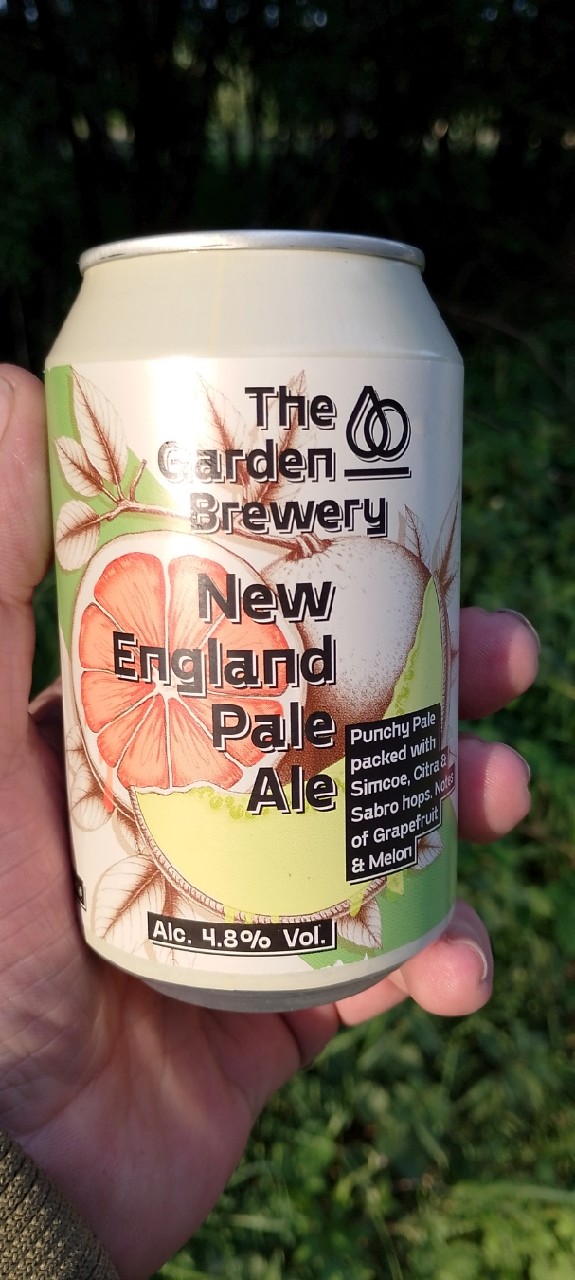 The
Garden
Brewery
New
England
Pale
Ale
Punchy Pale
packed with
Simcoe, Citra &
Sabro hops. Notes
of Grapefruit
& Melon
Alc. 4.8% Vol.